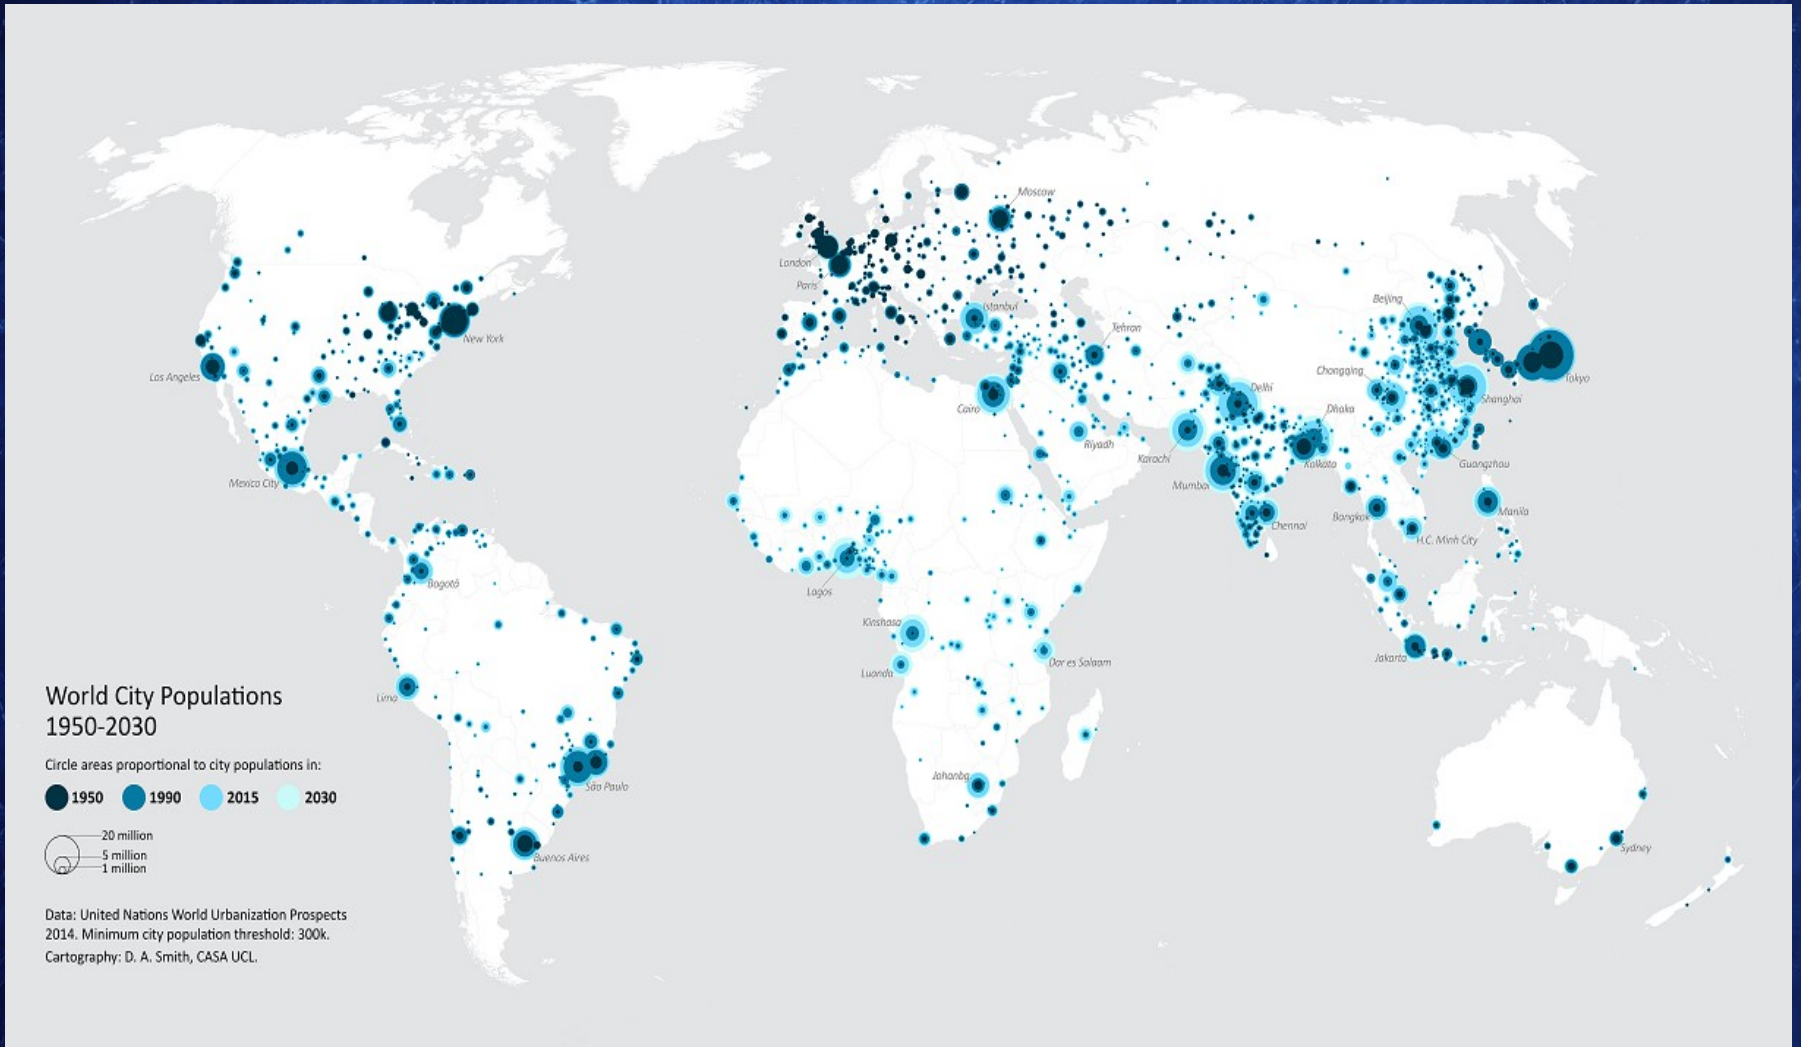 Moscow
London
Paris
Istanbul
Beijing
Tehran
New York
Los Angeles
Chongqing
Tokyo
Delhi
Shanghai
Cairo
Dhaka
Riyadh
Karachi
Kolkata
Guangzhou
Mexico City
Mumbai
Manila
Bangkok
Chennai
H.C. Minh City
Bogotá
Lagos
Kinshasa
Jakarta
Dar es Salaam
Luanda
Lima
Johanbg.
São Paulo
Sydney
Buenos Aires
World City Populations
1950-2030
Circle areas proportional to city populations in:
1950 1990 2015 2030
20 million
5 million
1 million
Data: United Nations World Urbanization Prospects
2014. Minimum city population threshold: 300k.
Cartography: D. A. Smith, CASA UCL.